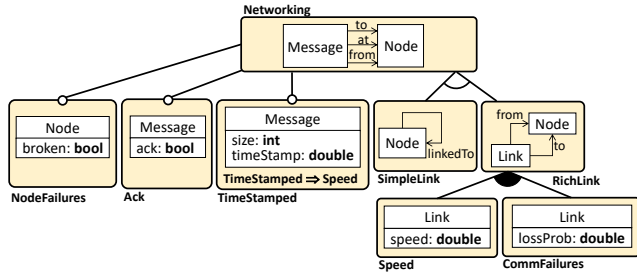 Networking
to
Message at Node
from
Node
broken: bool
NodeFailures
Message
ack: bool
Ack
Message
size: int
timeStamp: double
TimeStamped ⇒ Speed
TimeStamped
Node
linkedTo
SimpleLink
from Node
Link to
RichLink
Link
speed: double
Speed
Link
lossProb: double
CommFailures